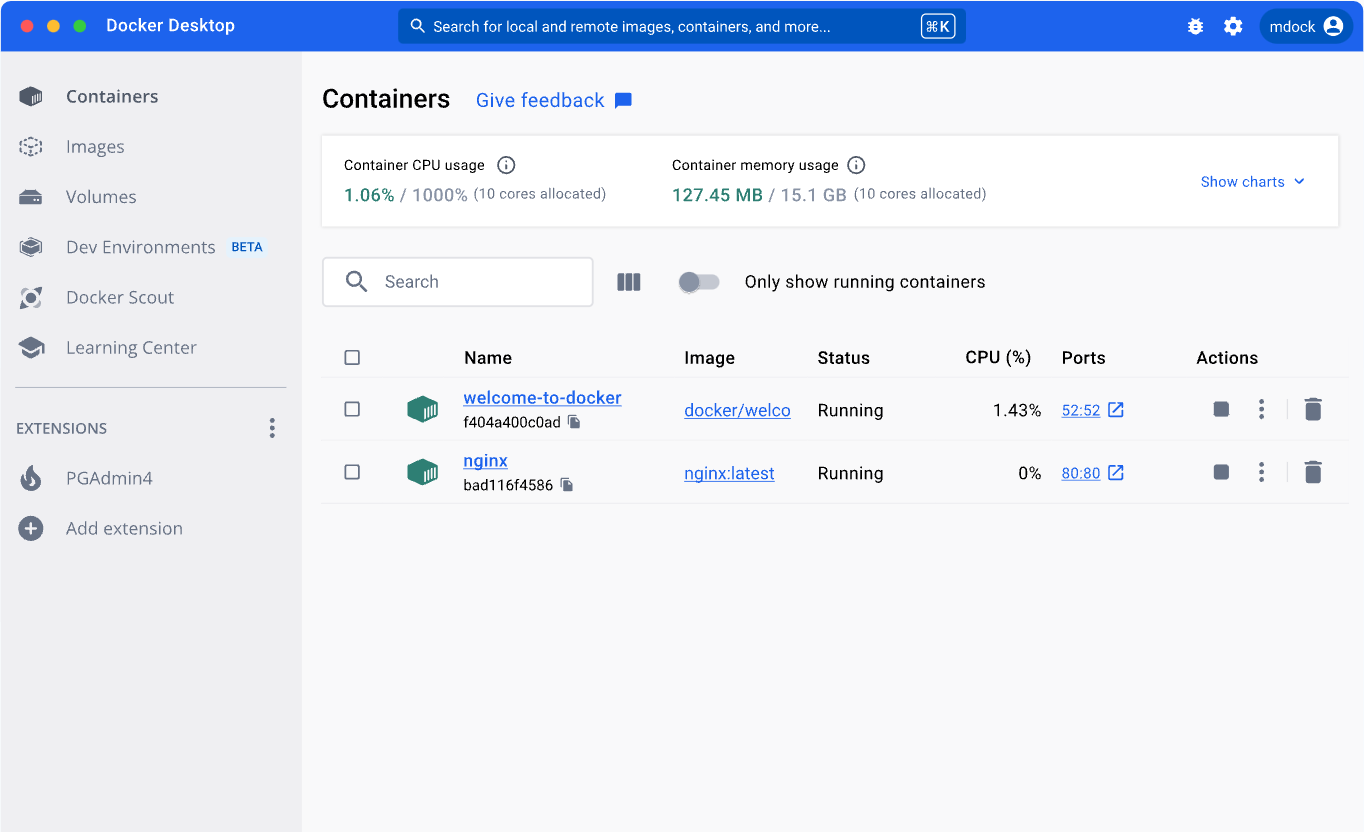 Docker Desktop
Search for local and remote images, containers, and more...
⌘K
mdock
Containers
Images
Volumes
Dev Environments BETA
Docker Scout
Learning Center
EXTENSIONS
PGAdmin4
Add extension
Containers Give feedback
Container CPU usage
1.06% / 1000% (10 cores allocated)
Container memory usage
127.45 MB / 15.1 GB (10 cores allocated)
Show charts
Search
Only show running containers
Name Image Status CPU (%) Ports Actions
welcome-to-docker docker/welco Running 1.43% 52:52
f404a400c0ad
nginx nginx:latest Running 0% 80:80
bad116f4586